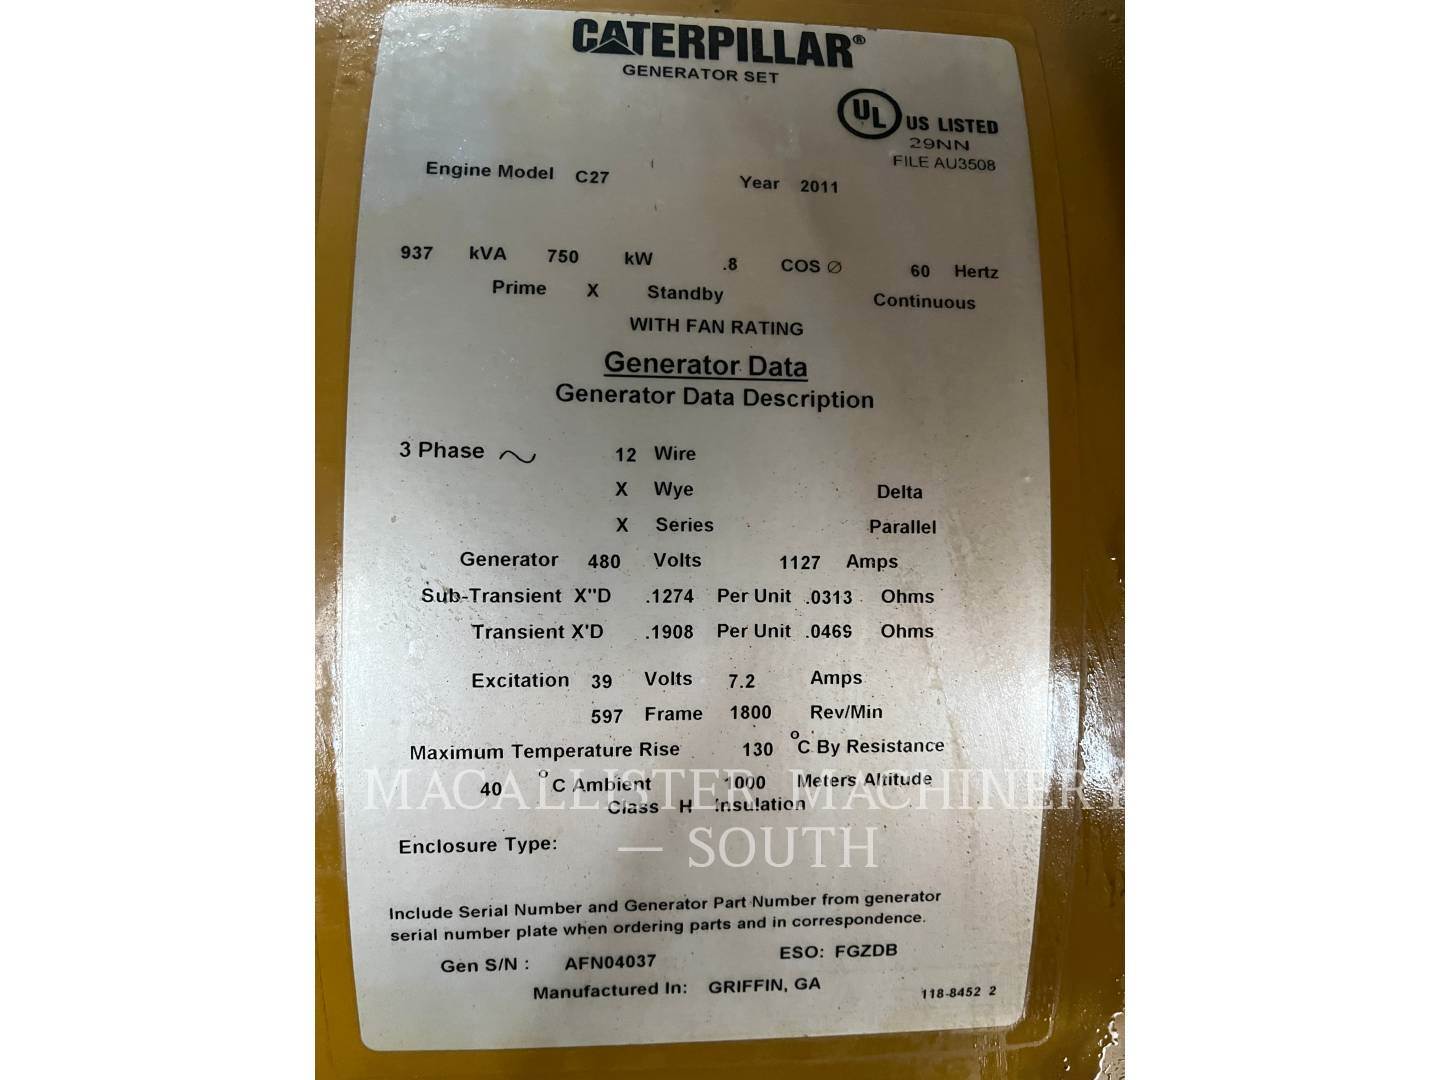 CATERPILLAR®
GENERATOR SET
UL US LISTED
29NN
FILE AU3508
Engine Model C27 Year 2011
937 kVA 750 kW .8 COS Ø 60 Hertz
Prime X Standby Continuous
WITH FAN RATING
Generator Data
Generator Data Description
3 Phase ~ 12 Wire
X Wye Delta
X Series Parallel
Generator 480 Volts 1127 Amps
Sub-Transient X"D .1274 Per Unit .0313 Ohms
Transient X'D .1908 Per Unit .0469 Ohms
Excitation 39 Volts 7.2 Amps
597 Frame 1800 Rev/Min
Maximum Temperature Rise 130 °C By Resistance
40 °C Ambient 1000 Meters Altitude
Class H Insulation
MACALLISTER MACHINERY
— SOUTH
Enclosure Type:
Include Serial Number and Generator Part Number from generator
serial number plate when ordering parts and in correspondence.
Gen S/N : AFN04037 ESO: FGZDB
Manufactured In: GRIFFIN, GA 118-8452 2